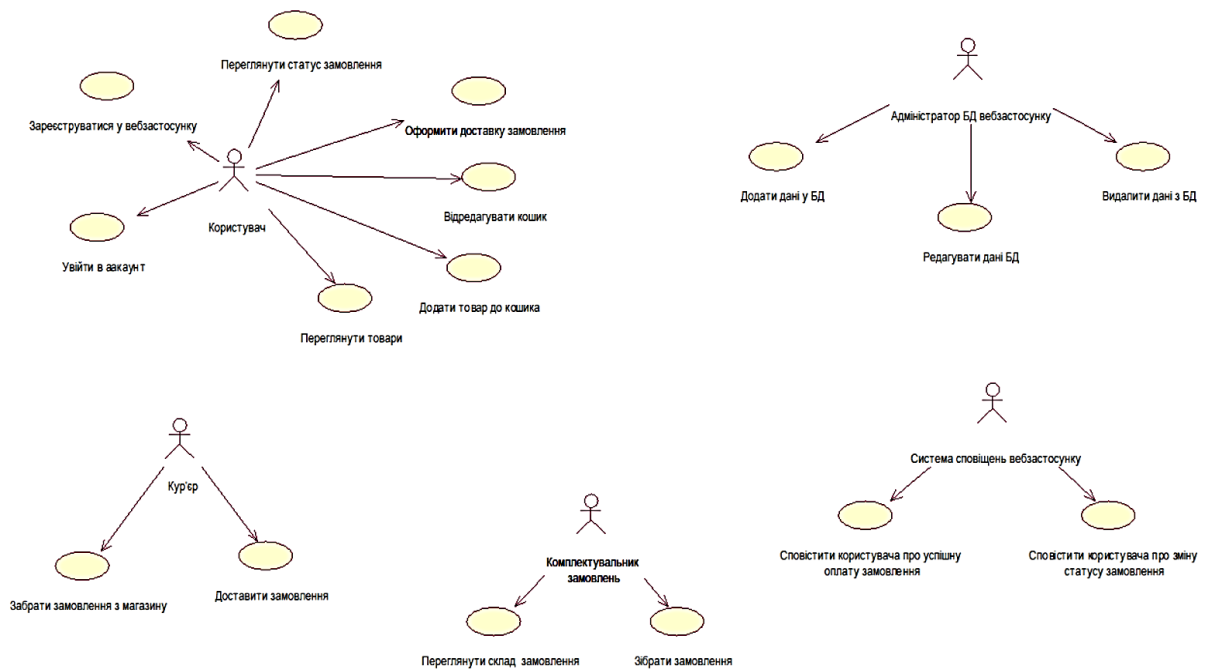 Переглянути статус замовлення
Зареєструватися у вебзастосунку
Оформити доставку замовлення
Відредагувати кошик
Користувач
Увійти в аакаунт
Додати товар до кошика
Переглянути товари
Адміністратор БД вебзастосунку
Додати дані у БД
Видалити дані з БД
Редагувати дані БД
Кур'єр
Забрати замовлення з магазину
Доставити замовлення
Комплектувальник
замовлень
Переглянути склад замовлення
Зібрати замовлення
Система сповіщень вебзастосунку
Сповістити користувача про успішну
оплату замовлення
Сповістити користувача про зміну
статусу замовлення